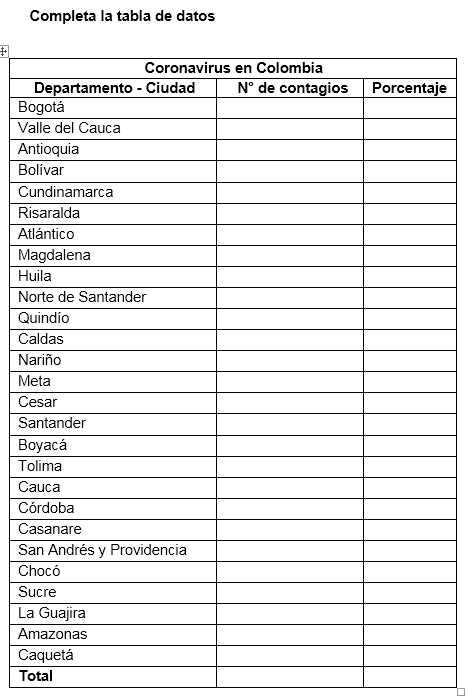 Completa la tabla de datos
Coronavirus en Colombia
Departamento - Ciudad N° de contagios Porcentaje
Bogotá
Valle del Cauca
Antioquia
Bolívar
Cundinamarca
Risaralda
Atlántico
Magdalena
Huila
Norte de Santander
Quindío
Caldas
Nariño
Meta
Cesar
Santander
Boyacá
Tolima
Cauca
Córdoba
Casanare
San Andrés y Providencia
Chocó
Sucre
La Guajira
Amazonas
Caquetá
Total